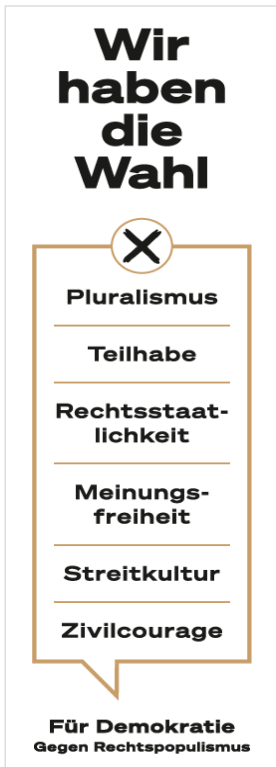 Wir
haben
die
Wahl
Pluralismus
Teilhabe
Rechtsstaat-
lichkeit
Meinungs-
freiheit
Streitkultur
Zivilcourage
Für Demokratie
Gegen Rechtspopulismus